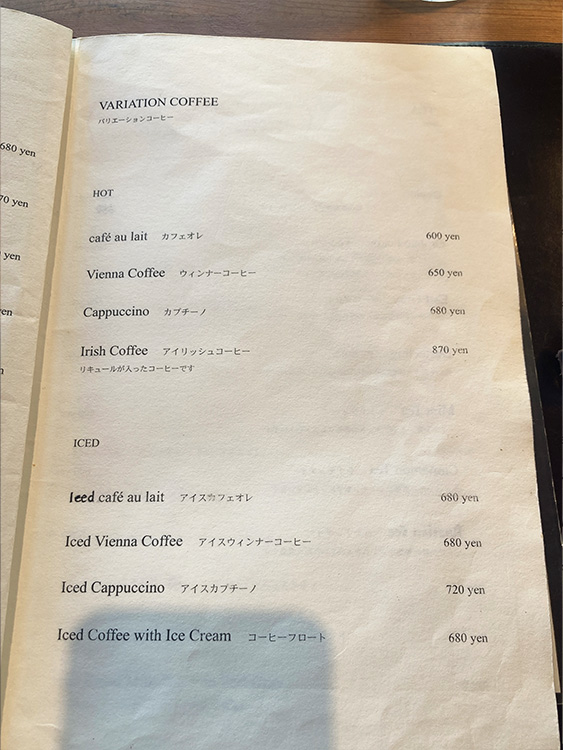 680 yen
70 yen
yen
VARIATION COFFEE
バリエーションコーヒー
HOT
café au lait カフェオレ 600 yen
Vienna Coffee ウィンナーコーヒー 650 yen
Cappuccino カプチーノ 680 yen
Irish Coffee アイリッシュコーヒー 870 yen
リキュールが入ったコーヒーです
ICED
Iced café au lait アイスカフェオレ 680 yen
Iced Vienna Coffee アイスウィンナーコーヒー 680 yen
Iced Cappuccino アイスカプチーノ 720 yen
Iced Coffee with Ice Cream コーヒーフロート 680 yen